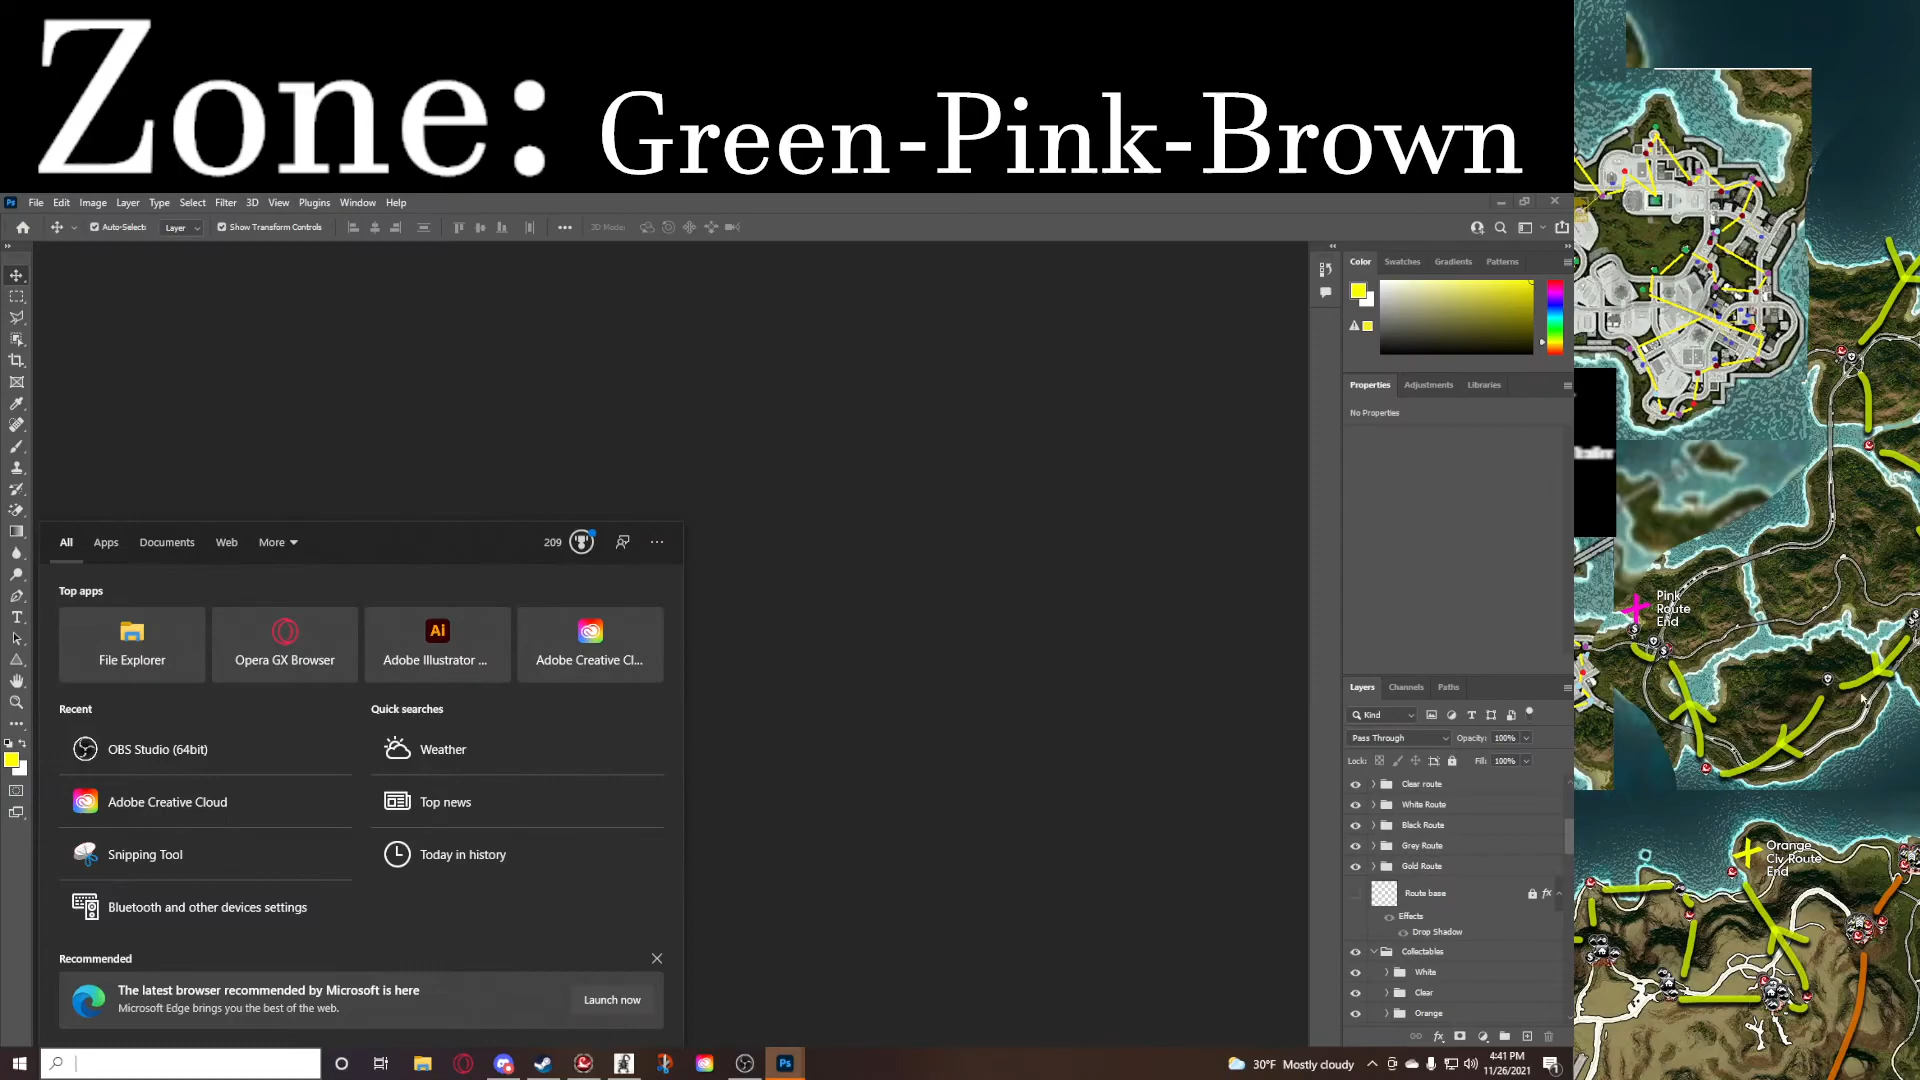 Zone: Green-Pink-Brown
Ps File Edit Image Layer Type Select Filter 3D View Plugins Window Help
Auto-Select: Layer Show Transform Controls 3D Mode:
Color Swatches Gradients Patterns
Properties Adjustments Libraries
No Properties
All Apps Documents Web More 209
Top apps
File Explorer Opera GX Browser Adobe Illustrator ... Adobe Creative Cl...
Recent Quick searches
OBS Studio (64bit) Weather
Adobe Creative Cloud Top news
Snipping Tool Today in history
Bluetooth and other devices settings
Recommended
The latest browser recommended by Microsoft is here
Microsoft Edge brings you the best of the web.
Launch now
Layers Channels Paths
Kind
Pass Through Opacity: 100%
Lock: Fill: 100%
Clear route
White Route
Black Route
Grey Route
Gold Route
Route base fx
Effects
Drop Shadow
Collectables
White
Clear
Orange
Pink
Route
End
Orange
Civ Route
End
30°F Mostly cloudy
4:41 PM
11/26/2021